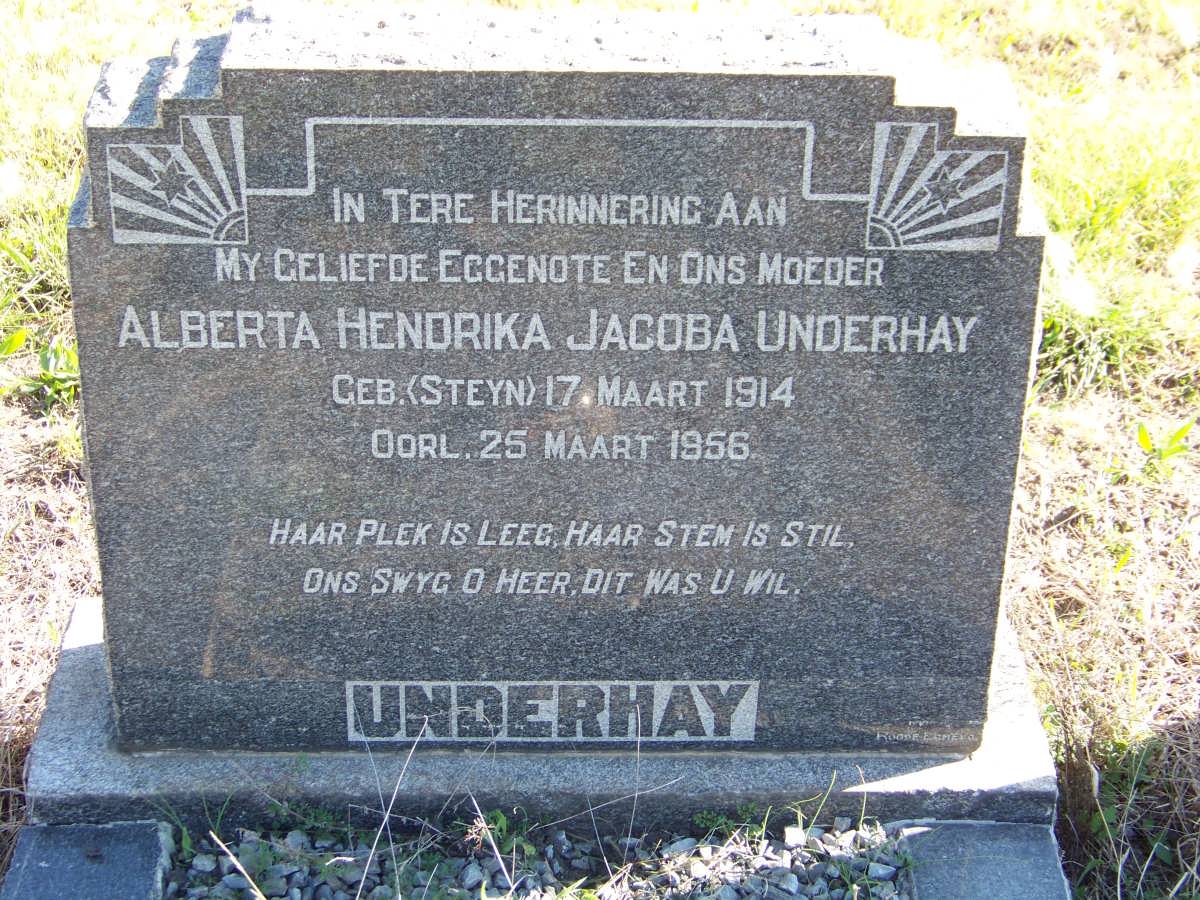 In Tere Herinnering Aan
My Geliefde Eggenote En Ons Moeder
Alberta Hendrika Jacoba Underhay
Geb. (Steyn) 17 Maart 1914
Oorl. 25 Maart 1956
Haar Plek Is Leeg, Haar Stem Is Stil,
Ons Swyg O Heer, Dit Was U Wil.
UNDERHAY